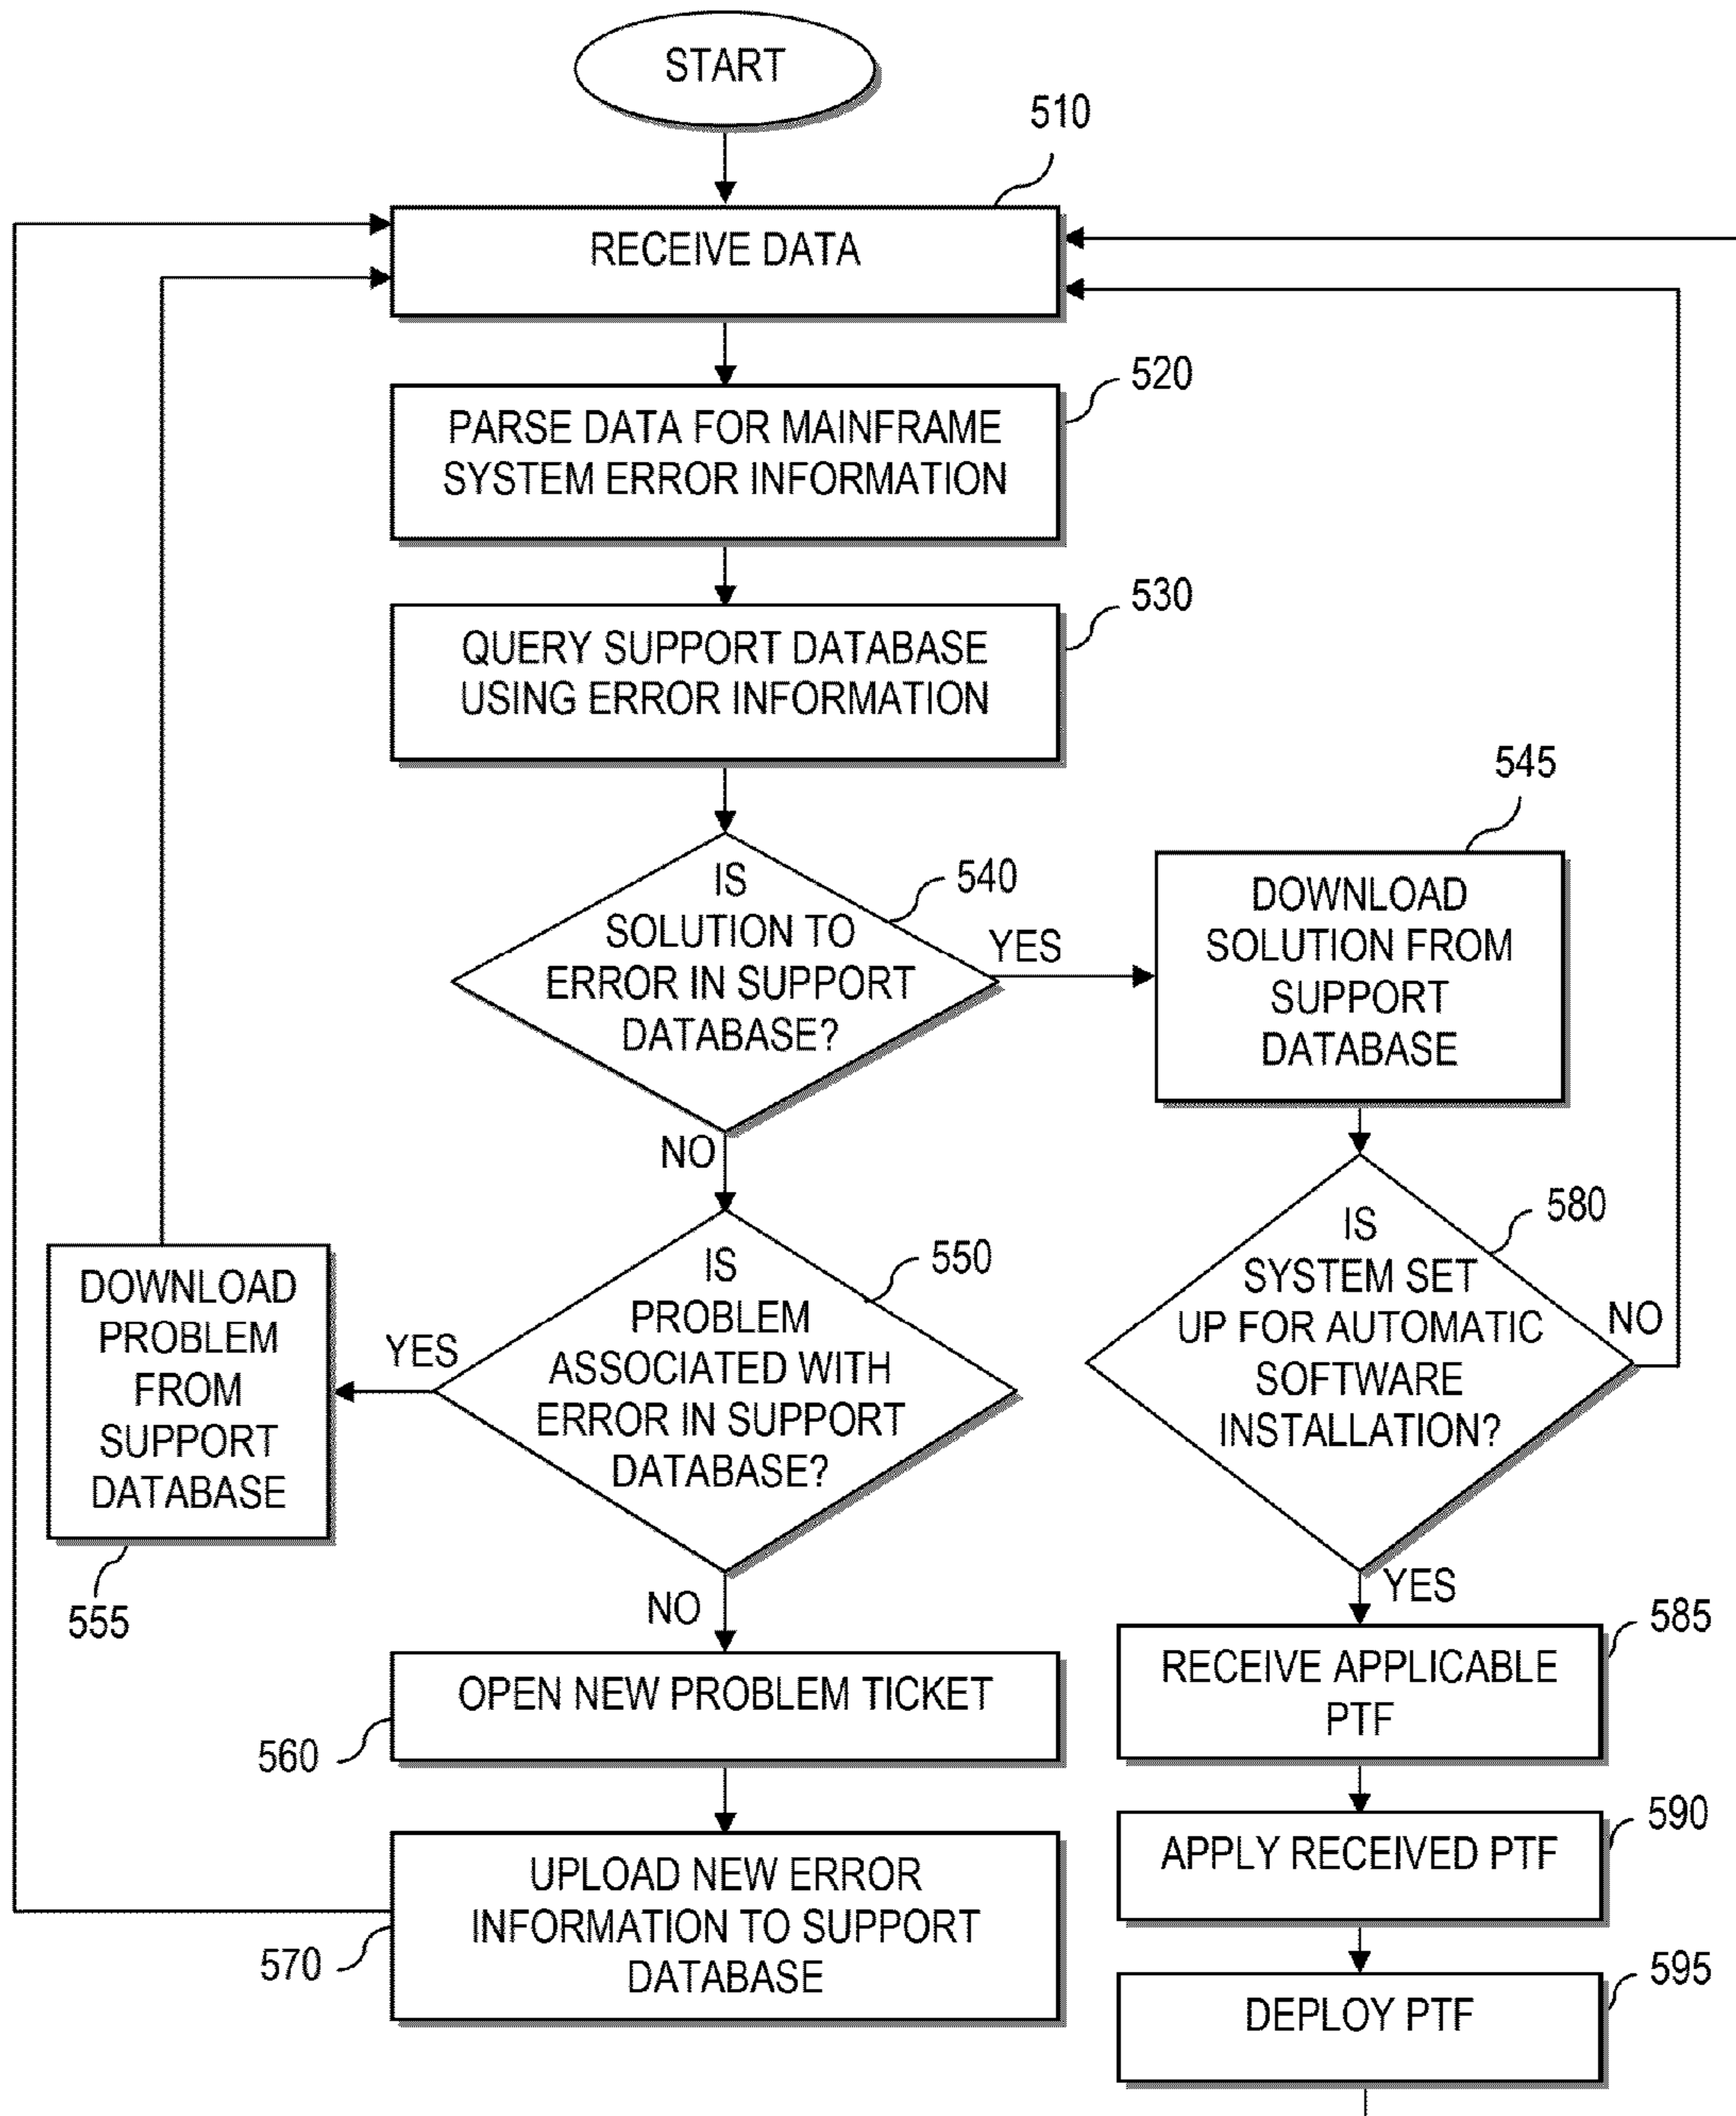 START
510
RECEIVE DATA
520
PARSE DATA FOR MAINFRAME
SYSTEM ERROR INFORMATION
530
QUERY SUPPORT DATABASE
USING ERROR INFORMATION
540
IS
SOLUTION TO
ERROR IN SUPPORT
DATABASE?
YES
NO
545
DOWNLOAD
SOLUTION FROM
SUPPORT
DATABASE
550
IS
PROBLEM
ASSOCIATED WITH
ERROR IN SUPPORT
DATABASE?
YES
NO
DOWNLOAD
PROBLEM
FROM
SUPPORT
DATABASE
555
580
IS
SYSTEM SET
UP FOR AUTOMATIC
SOFTWARE
INSTALLATION?
NO
YES
OPEN NEW PROBLEM TICKET
560
UPLOAD NEW ERROR
INFORMATION TO SUPPORT
DATABASE
570
585
RECEIVE APPLICABLE
PTF
590
APPLY RECEIVED PTF
595
DEPLOY PTF